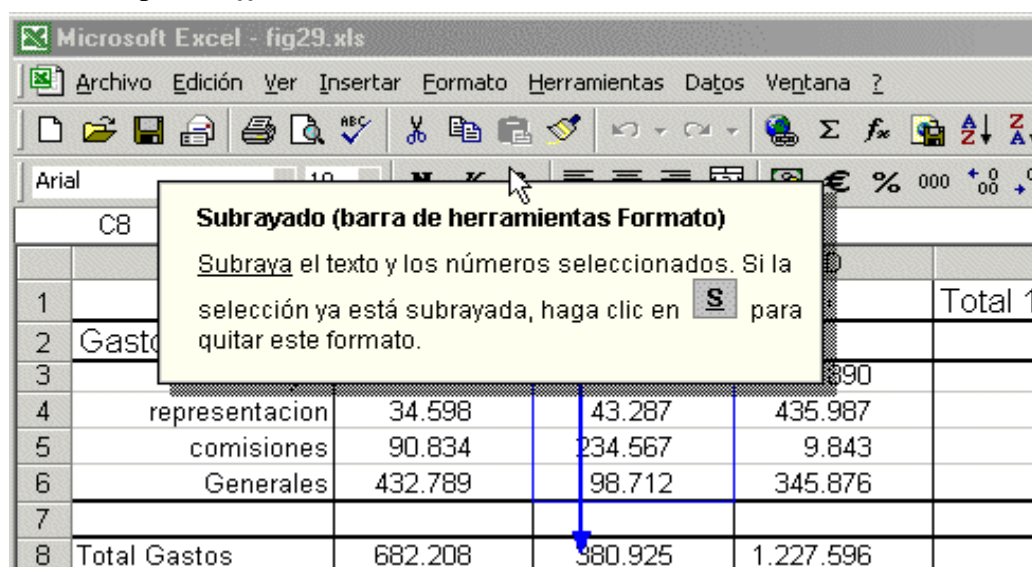 Microsoft Excel - fig29.xls
Archivo Edición Ver Insertar Formato Herramientas Datos Ventana ?
ABC Σ fx A Z Z A
Arial 10 N K € % 000
C8
Subrayado (barra de herramientas Formato)
Subraya el texto y los números seleccionados. Si la
selección ya está subrayada, haga clic en S para
quitar este formato.
1 Total 1
2 Gasto
3 890
4 representacion 34.598 43.287 435.987
5 comisiones 90.834 234.567 9.843
6 Generales 432.789 98.712 345.876
7
8 Total Gastos 682.208 380.925 1.227.596